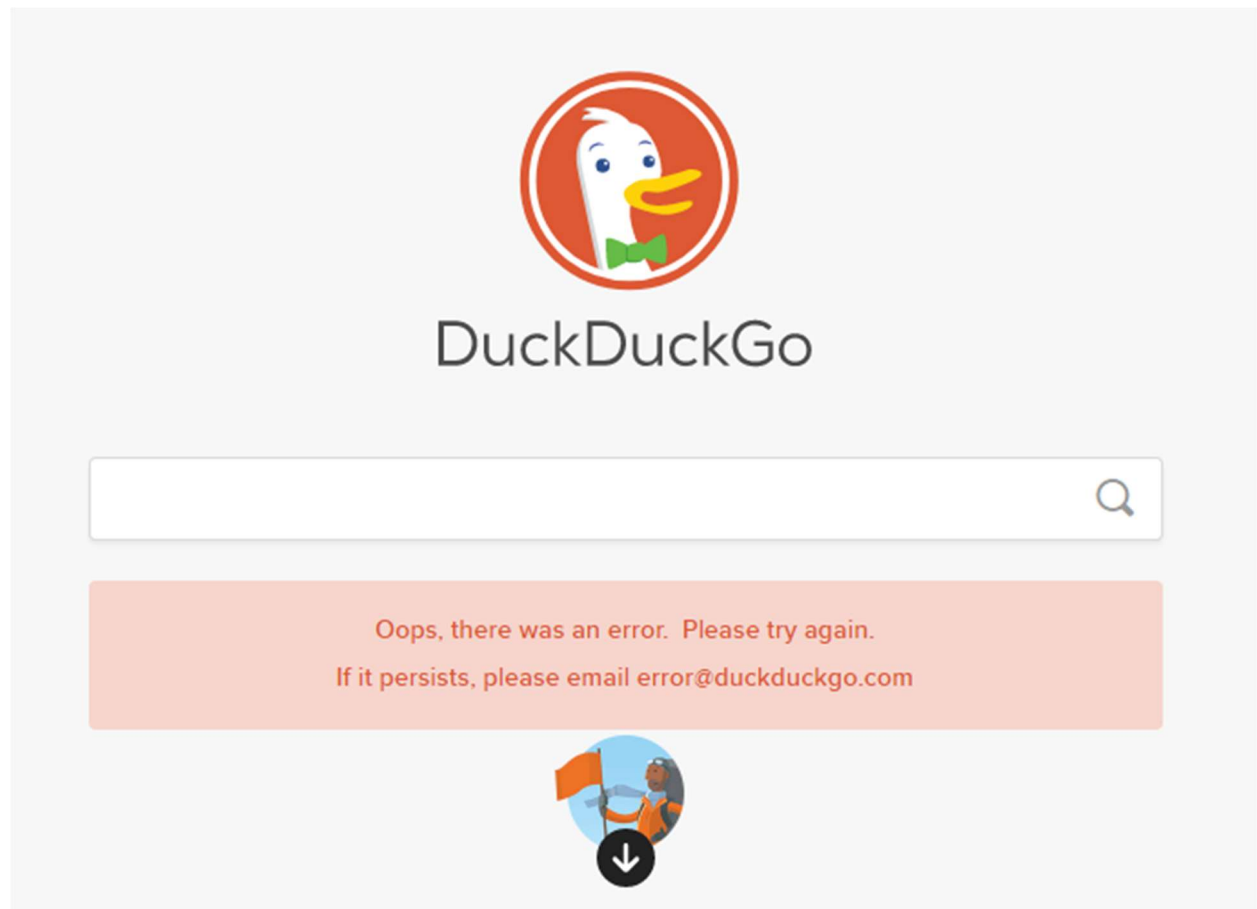 DuckDuckGo
Oops, there was an error.  Please try again.
If it persists, please email error@duckduckgo.com